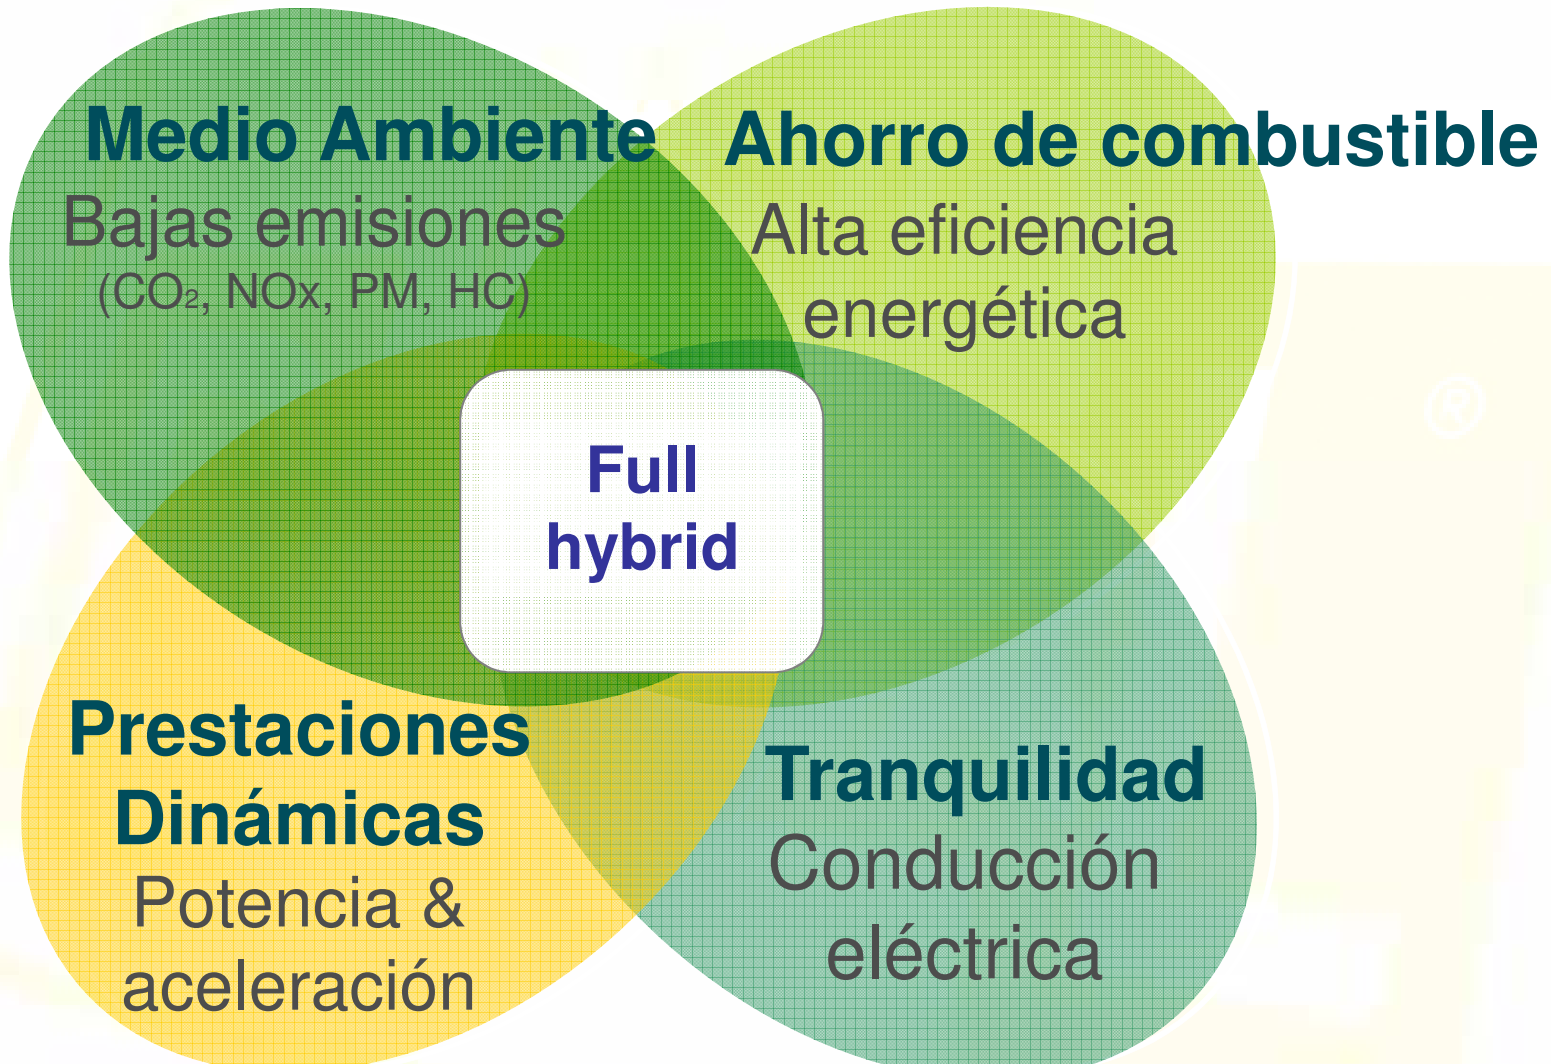 Medio Ambiente
Bajas emisiones
(CO₂, NOx, PM, HC)
Ahorro de combustible
Alta eficiencia
energética
Full
hybrid
Prestaciones
Dinámicas
Potencia &
aceleración
Tranquilidad
Conducción
eléctrica
®